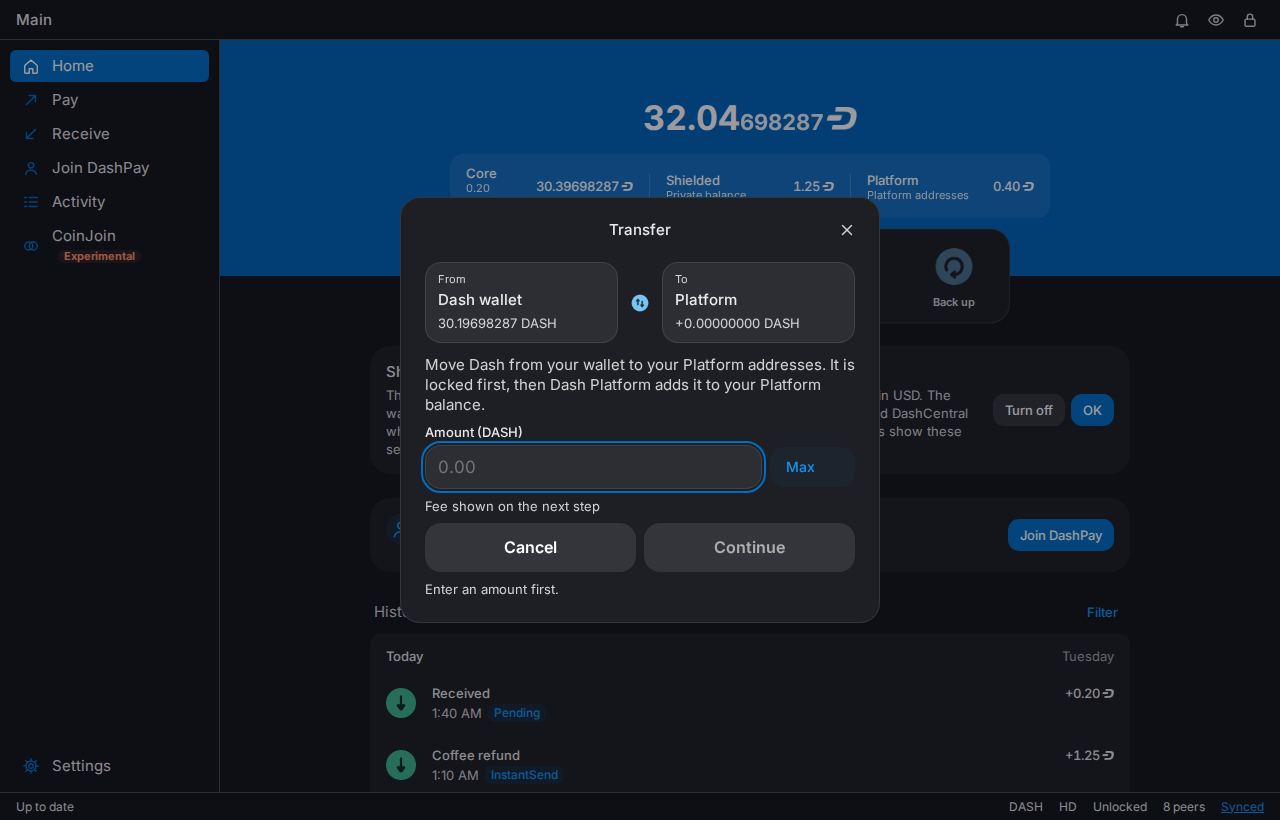 Main
Home
Pay
Receive
Join DashPay
Activity
CoinJoin
Experimental
Settings
32.04698287
Core
0.20
30.39698287
Shielded
Private balance
1.25
Platform
Platform addresses
0.40
Back up
Transfer
From
Dash wallet
30.19698287 DASH
To
Platform
+0.00000000 DASH
Move Dash from your wallet to your Platform addresses. It is
locked first, then Dash Platform adds it to your Platform
balance.
Amount (DASH)
0.00
Max
Fee shown on the next step
Cancel
Continue
Enter an amount first.
in USD. The
DashCentral
show these
Turn off
OK
Join DashPay
Filter
Today
Tuesday
Received
+0.20
1:40 AM
Pending
Coffee refund
+1.25
1:10 AM
InstantSend
Up to date
DASH
HD
Unlocked
8 peers
Synced